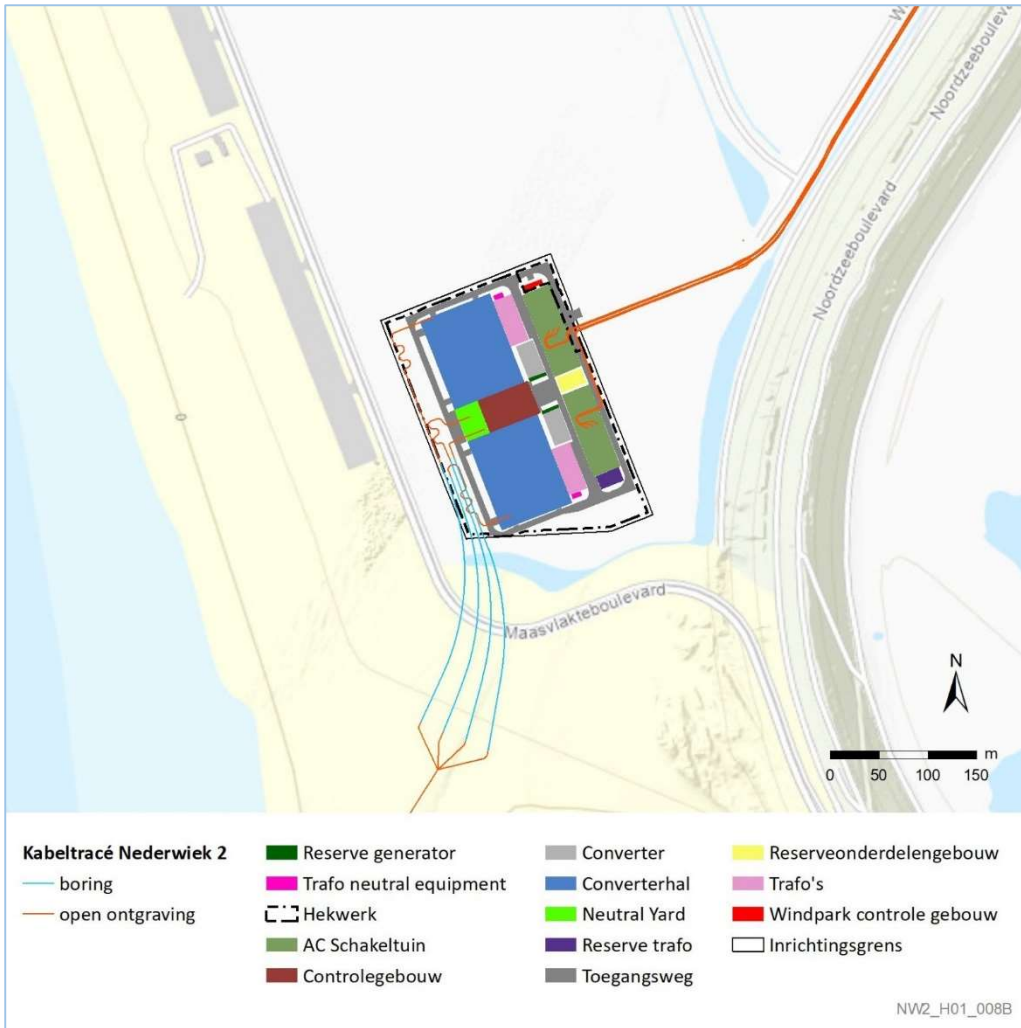 W
Noordzeeboulevard
Noordzeeboulevard
0
Maasvlakteboulevard
N
m
0 50 100 150
Kabeltracé Nederwiek 2
boring
open ontgraving
Reserve generator
Trafo neutral equipment
Hekwerk
AC Schakeltuin
Controlegebouw
Converter
Converterhal
Neutral Yard
Reserve trafo
Toegangsweg
Reserveonderdelengebouw
Trafo's
Windpark controle gebouw
Inrichtingsgrens
NW2_H01_008B